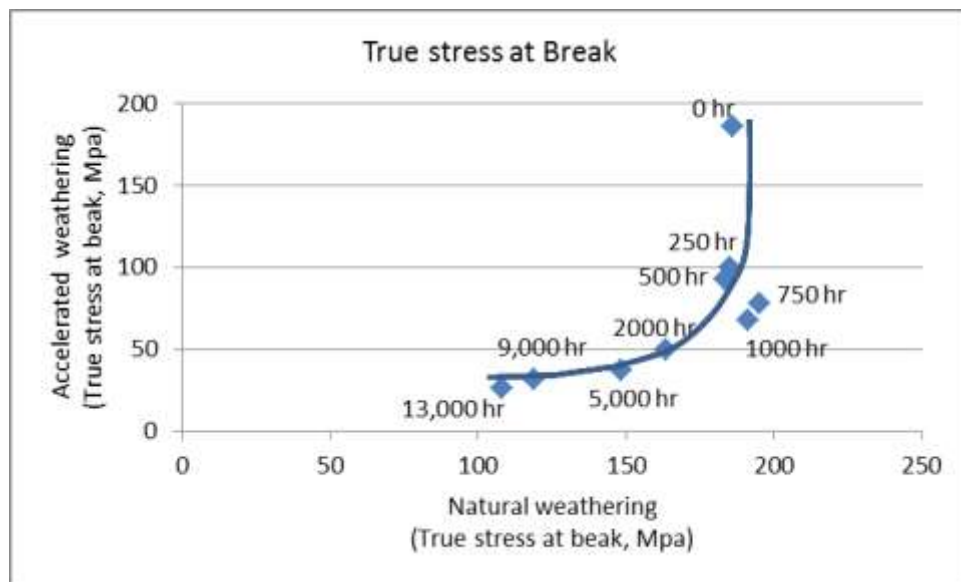 True stress at Break
Accelerated weathering
(True stress at beak, Mpa)
200
150
100
50
0
0 hr
250 hr
500 hr
750 hr
1000 hr
2000 hr
5,000 hr
9,000 hr
13,000 hr
0 50 100 150 200 250
Natural weathering
(True stress at beak, Mpa)